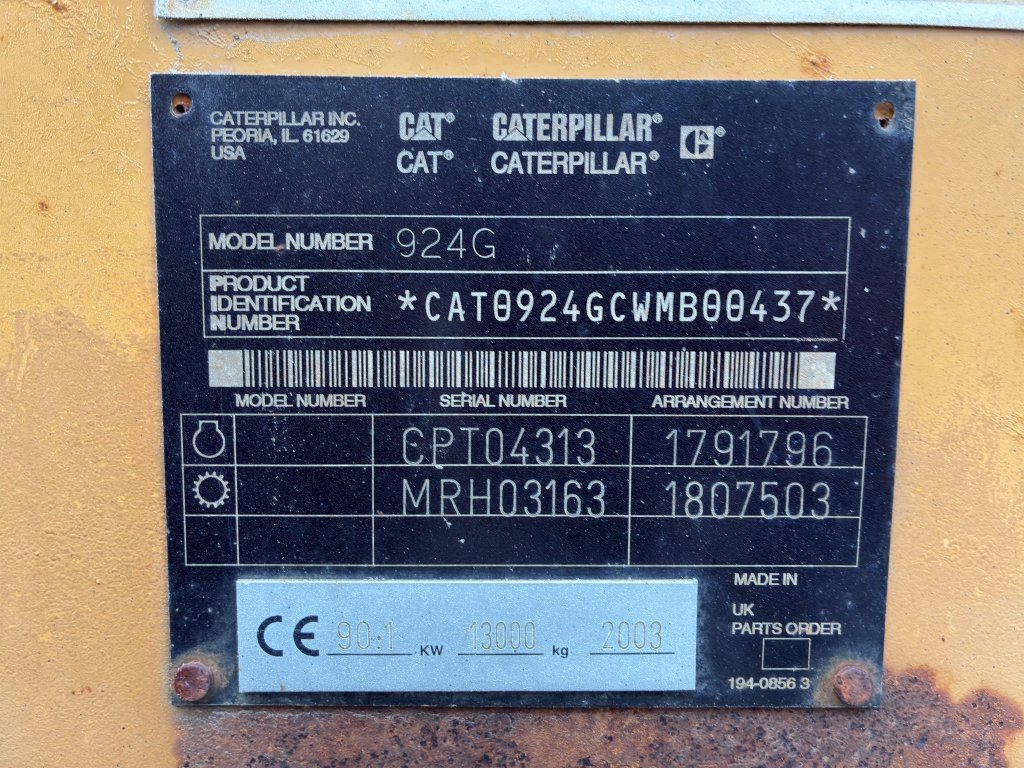 CATERPILLAR INC.
PEORIA, IL 61629
USA
CAT® CATERPILLAR® ®
CAT® CATERPILLAR®
MODEL NUMBER 924G
PRODUCT
IDENTIFICATION
NUMBER
*CAT0924GCWMB00437*
MODEL NUMBER SERIAL NUMBER ARRANGEMENT NUMBER
CPT04313 1791796
MRH03163 1807503
MADE IN
UK
PARTS ORDER
194-0856 3
CE 90.1 KW 13000 kg 2003